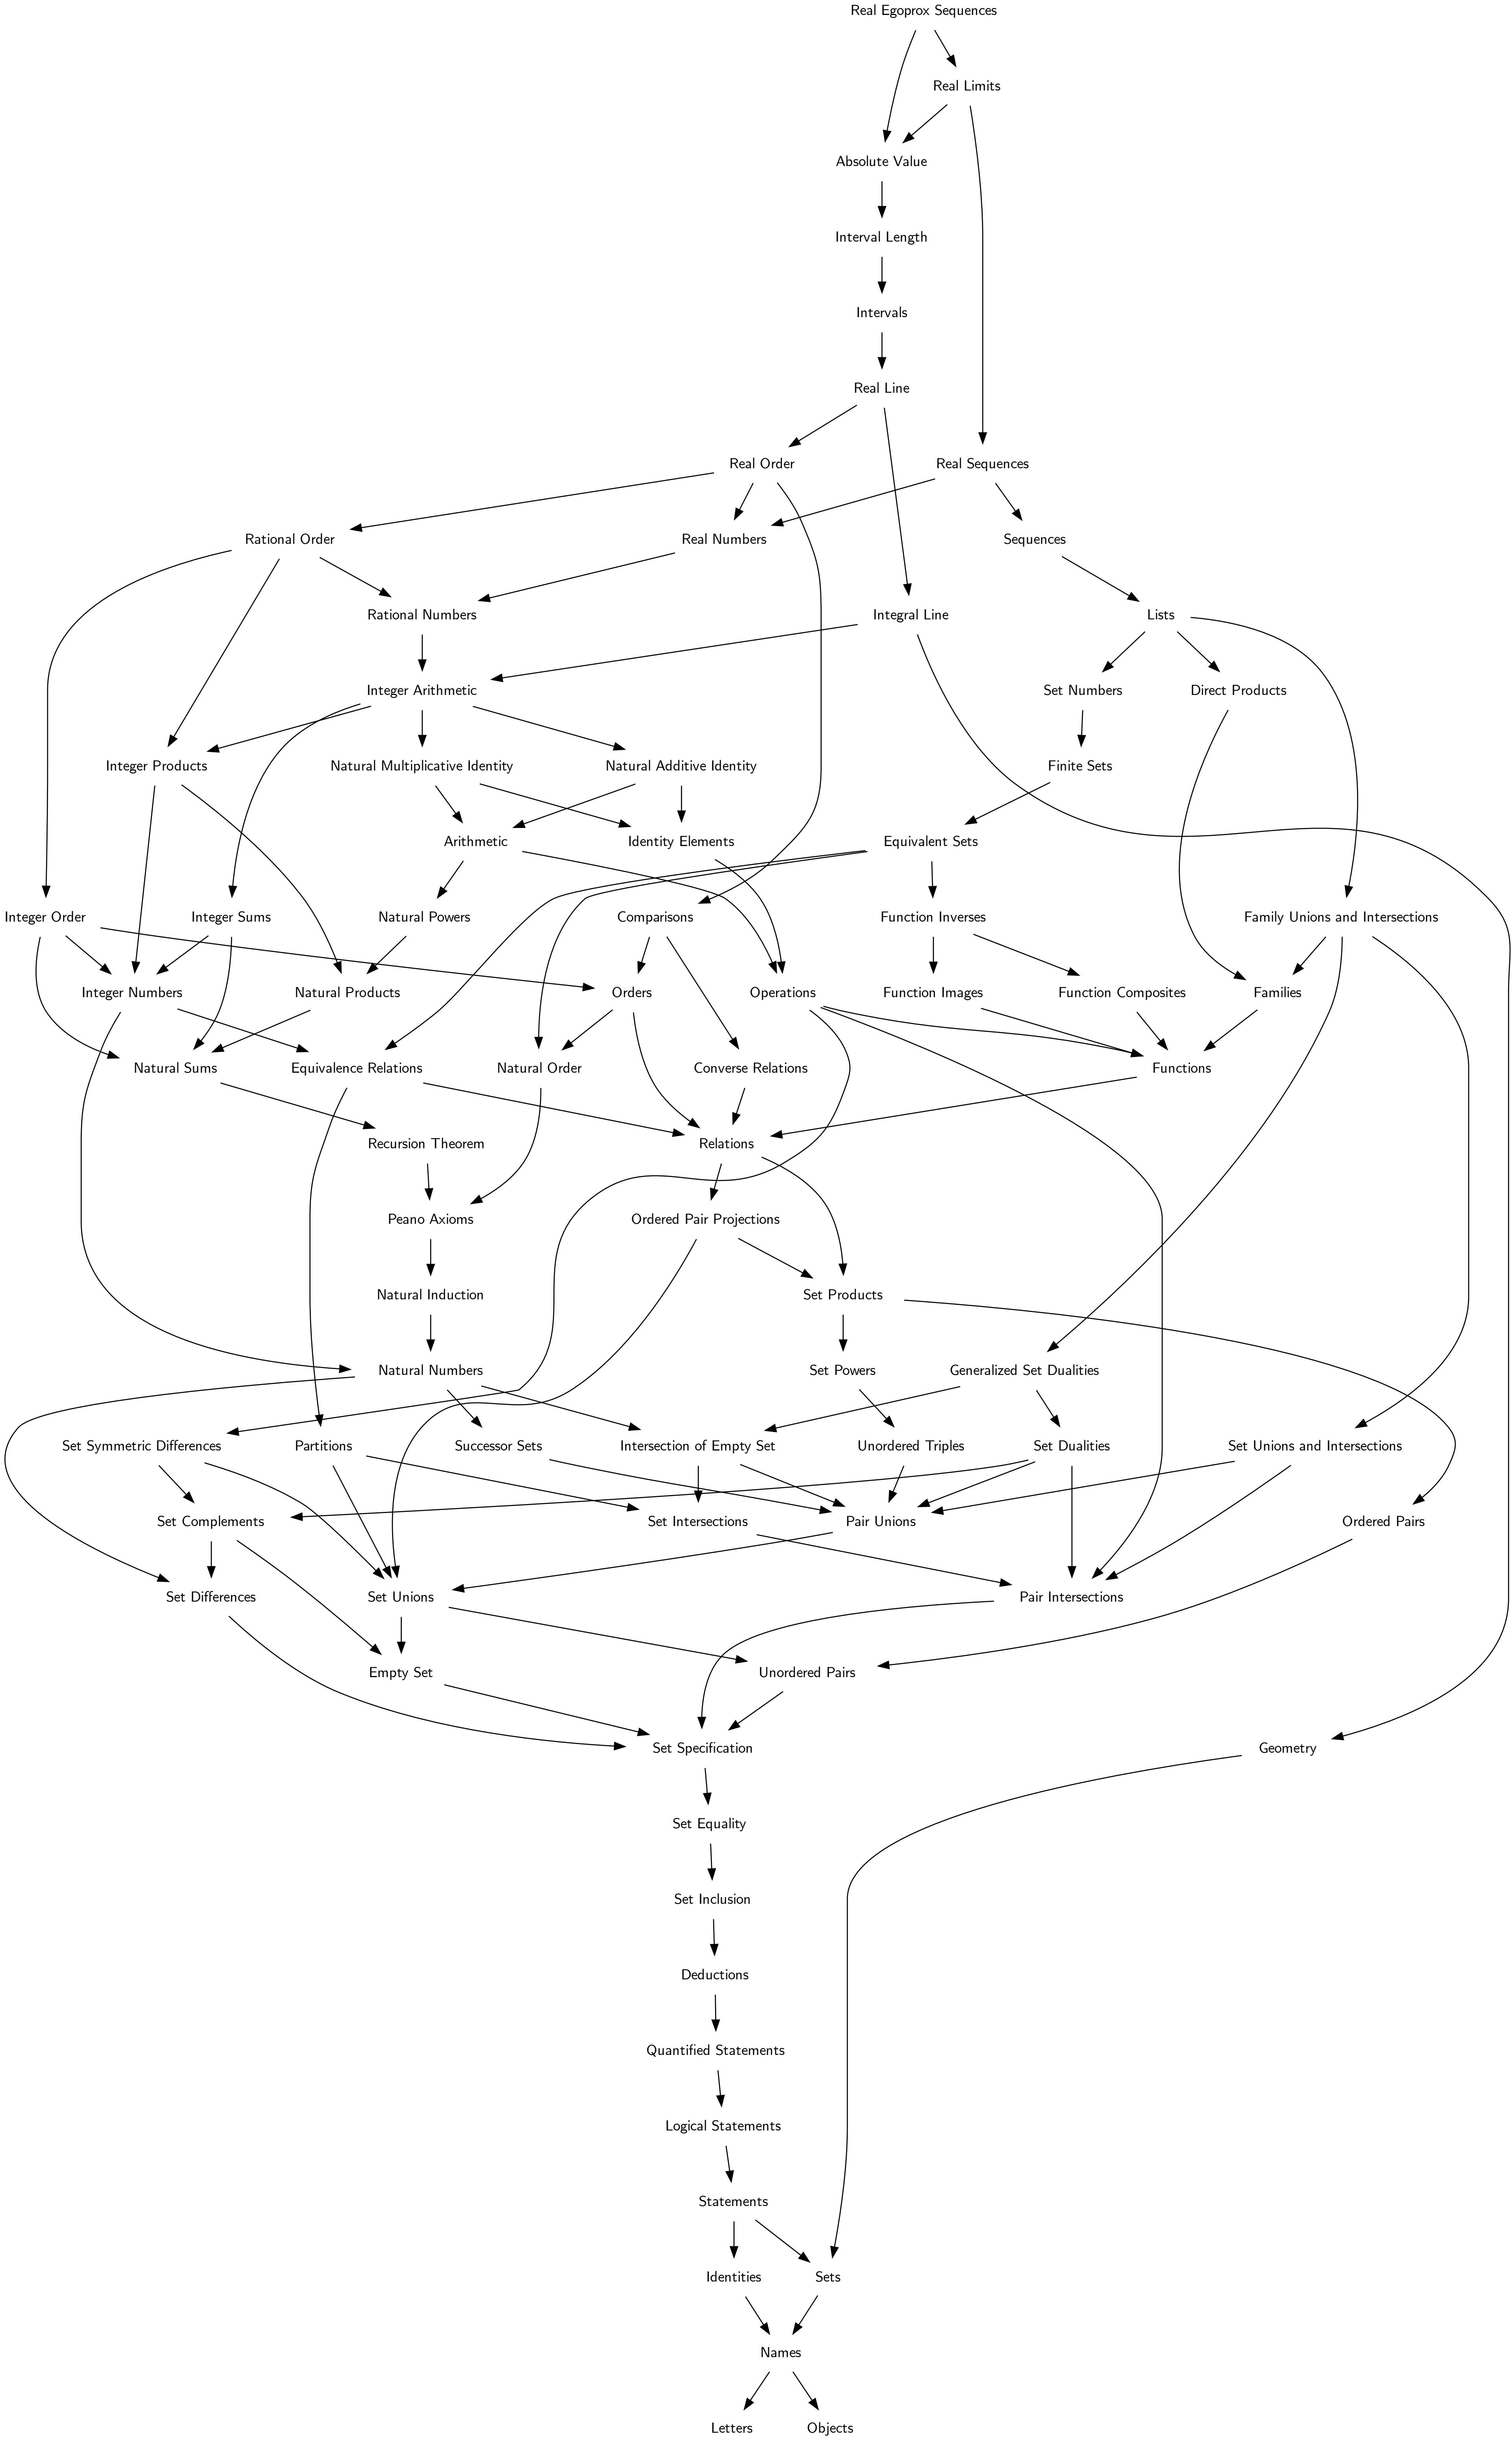 Real Egoprox Sequences
Real Limits
Absolute Value
Interval Length
Intervals
Real Line
Real Order
Real Sequences
Rational Order
Real Numbers
Sequences
Rational Numbers
Integral Line
Lists
Integer Arithmetic
Set Numbers
Direct Products
Integer Products
Natural Multiplicative Identity
Natural Additive Identity
Finite Sets
Arithmetic
Identity Elements
Equivalent Sets
Integer Order
Integer Sums
Natural Powers
Comparisons
Function Inverses
Family Unions and Intersections
Integer Numbers
Natural Products
Orders
Operations
Function Images
Function Composites
Families
Natural Sums
Equivalence Relations
Natural Order
Converse Relations
Functions
Recursion Theorem
Relations
Peano Axioms
Ordered Pair Projections
Natural Induction
Set Products
Natural Numbers
Set Powers
Generalized Set Dualities
Set Symmetric Differences
Partitions
Successor Sets
Intersection of Empty Set
Unordered Triples
Set Dualities
Set Unions and Intersections
Set Complements
Set Intersections
Pair Unions
Ordered Pairs
Set Differences
Set Unions
Pair Intersections
Empty Set
Unordered Pairs
Set Specification
Geometry
Set Equality
Set Inclusion
Deductions
Quantified Statements
Logical Statements
Statements
Identities
Sets
Names
Letters
Objects